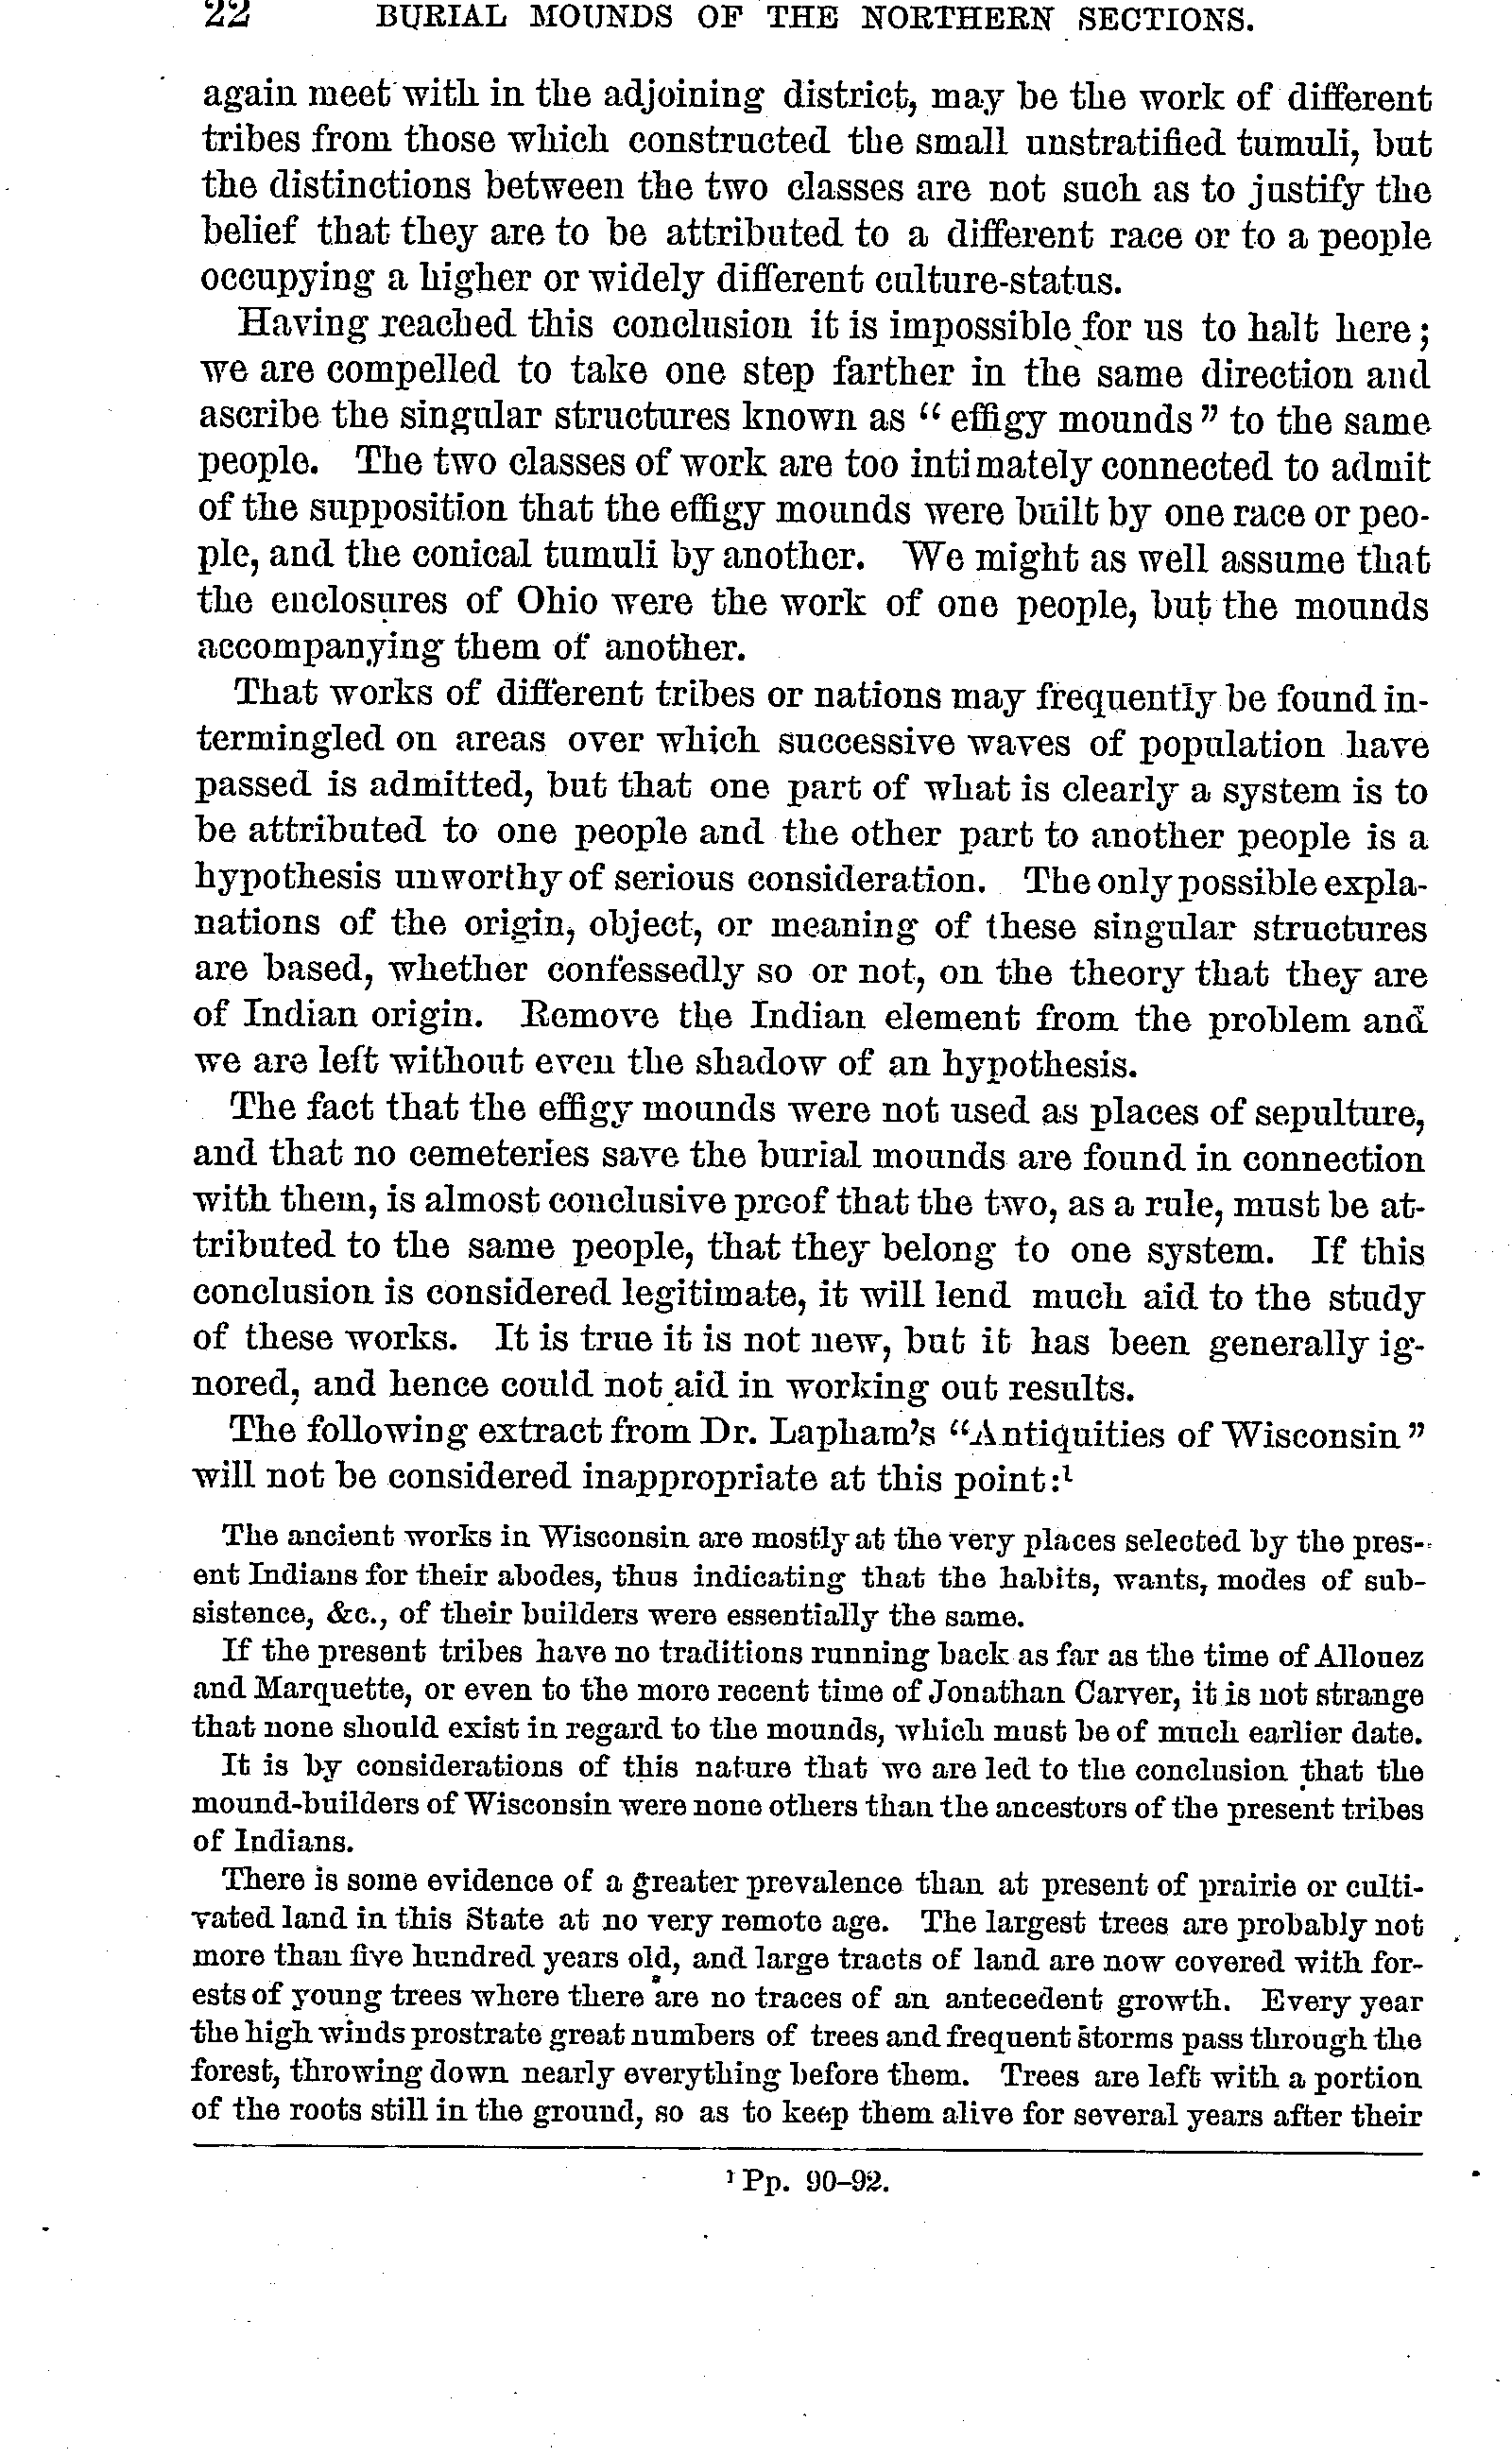 22 BURIAL MOUNDS OF THE NORTHERN SECTIONS.
again meet with in the adjoining district, may be the work of different
tribes from those which constructed the small unstratified tumuli, but
the distinctions between the two classes are not such as to justify the
belief that they are to be attributed to a different race or to a people
occupying a higher or widely different culture-status.
Having reached this conclusion it is impossible for us to halt here;
we are compelled to take one step farther in the same direction and
ascribe the singular structures known as "effigy mounds" to the same
people. The two classes of work are too intimately connected to admit
of the supposition that the effigy mounds were built by one race or peo-
ple, and the conical tumuli by another. We might as well assume that
the enclosures of Ohio were the work of one people, but the mounds
accompanying them of another.
That works of different tribes or nations may frequently be found in-
termingled on areas over which successive waves of population have
passed is admitted, but that one part of what is clearly a system is to
be attributed to one people and the other part to another people is a
hypothesis unworthy of serious consideration. The only possible expla-
nations of the origin, object, or meaning of these singular structures
are based, whether confessedly so or not, on the theory that they are
of Indian origin. Remove the Indian element from the problem and
we are left without even the shadow of an hypothesis.
The fact that the effigy mounds were not used as places of sepulture,
and that no cemeteries save the burial mounds are found in connection
with them, is almost conclusive proof that the two, as a rule, must be at-
tributed to the same people, that they belong to one system. If this
conclusion is considered legitimate, it will lend much aid to the study
of these works. It is true it is not new, but it has been generally ig-
nored, and hence could not aid in working out results.
The following extract from Dr. Lapham's "Antiquities of Wisconsin"
will not be considered inappropriate at this point:¹
The ancient works in Wisconsin are mostly at the very places selected by the pres-
ent Indians for their abodes, thus indicating that the habits, wants, modes of sub-
sistence, &c., of their builders were essentially the same.
If the present tribes have no traditions running back as far as the time of Allouez
and Marquette, or even to the more recent time of Jonathan Carver, it is not strange
that none should exist in regard to the mounds, which must be of much earlier date.
It is by considerations of this nature that we are led to the conclusion that the
mound-builders of Wisconsin were none others than the ancestors of the present tribes
of Indians.
There is some evidence of a greater prevalence than at present of prairie or culti-
vated land in this State at no very remote age. The largest trees are probably not
more than five hundred years old, and large tracts of land are now covered with for-
ests of young trees where there are no traces of an antecedent growth. Every year
the high winds prostrate great numbers of trees and frequent storms pass through the
forest, throwing down nearly everything before them. Trees are left with a portion
of the roots still in the ground, so as to keep them alive for several years after their
¹ Pp. 90–92.